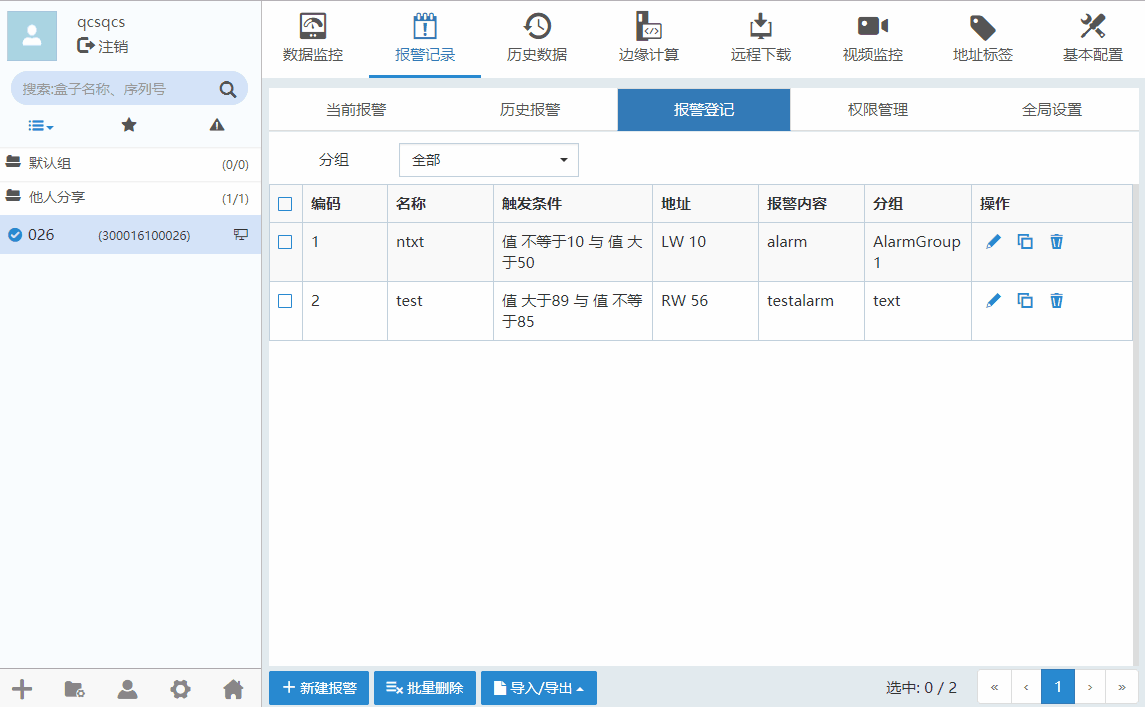 qcsqcs
注销
搜索:盒子名称、序列号
默认组 (0/0)
他人分享 (1/1)
026 (300016100026)
数据监控 报警记录 历史数据 边缘计算 远程下载 视频监控 地址标签 基本配置
当前报警 历史报警 报警登记 权限管理 全局设置
分组 全部
编码 名称 触发条件 地址 报警内容 分组 操作
1 ntxt 值 不等于10 与 值 大 LW 10 alarm AlarmGroup
于50 1
2 test 值 大于89 与 值 不等 RW 56 testalarm text
于85
新建报警 批量删除 导入/导出 选中: 0 / 2 « ‹ 1 › »